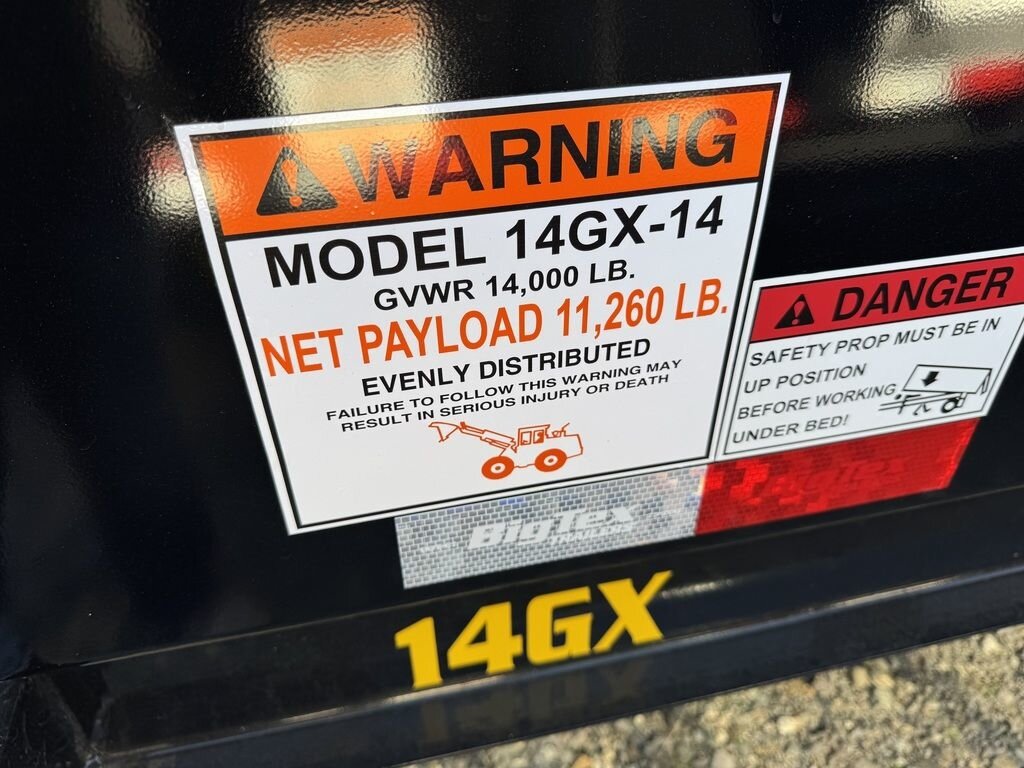 WARNING
MODEL 14GX-14
GVWR 14,000 LB.
NET PAYLOAD 11,260 LB.
EVENLY DISTRIBUTED
FAILURE TO FOLLOW THIS WARNING MAY
RESULT IN SERIOUS INJURY OR DEATH
DANGER
SAFETY PROP MUST BE IN
UP POSITION
BEFORE WORKING
UNDER BED!
BigTex
TRAILERS
BigTex
14GX